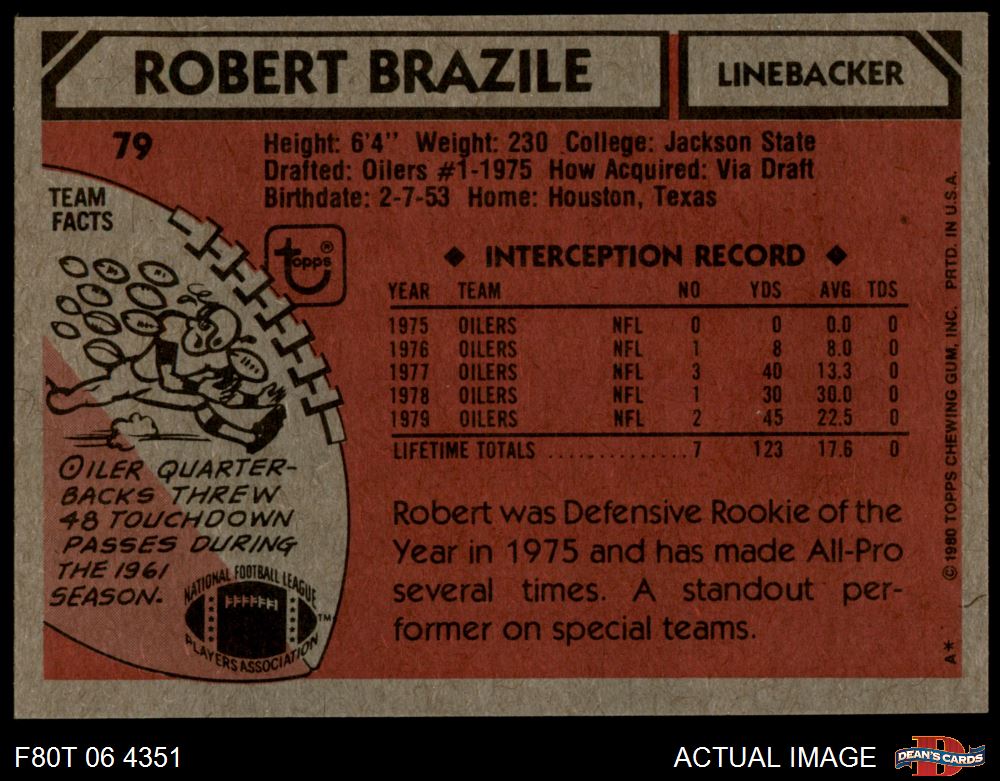 ROBERT BRAZILE
LINEBACKER
79
Height: 6'4" Weight: 230 College: Jackson State
Drafted: Oilers #1-1975 How Acquired: Via Draft
Birthdate: 2-7-53 Home: Houston, Texas
TEAM
FACTS
topps®
◆ INTERCEPTION RECORD ◆
YEAR TEAM NO YDS AVG TDS
1975 OILERS NFL 0 0 0.0 0
1976 OILERS NFL 1 8 8.0 0
1977 OILERS NFL 3 40 13.3 0
1978 OILERS NFL 1 30 30.0 0
1979 OILERS NFL 2 45 22.5 0
LIFETIME TOTALS .............. 7 123 17.6 0
OILER QUARTER-
BACKS THREW
48 TOUCHDOWN
PASSES DURING
THE 1961
SEASON.
NATIONAL FOOTBALL LEAGUE
PLAYERS ASSOCIATION
TM
Robert was Defensive Rookie of the
Year in 1975 and has made All-Pro
several times. A standout per-
former on special teams.
A* © 1980 TOPPS CHEWING GUM, INC. PRTD. IN U.S.A.
F80T 06 4351
ACTUAL IMAGE
D
DEAN'S CARDS